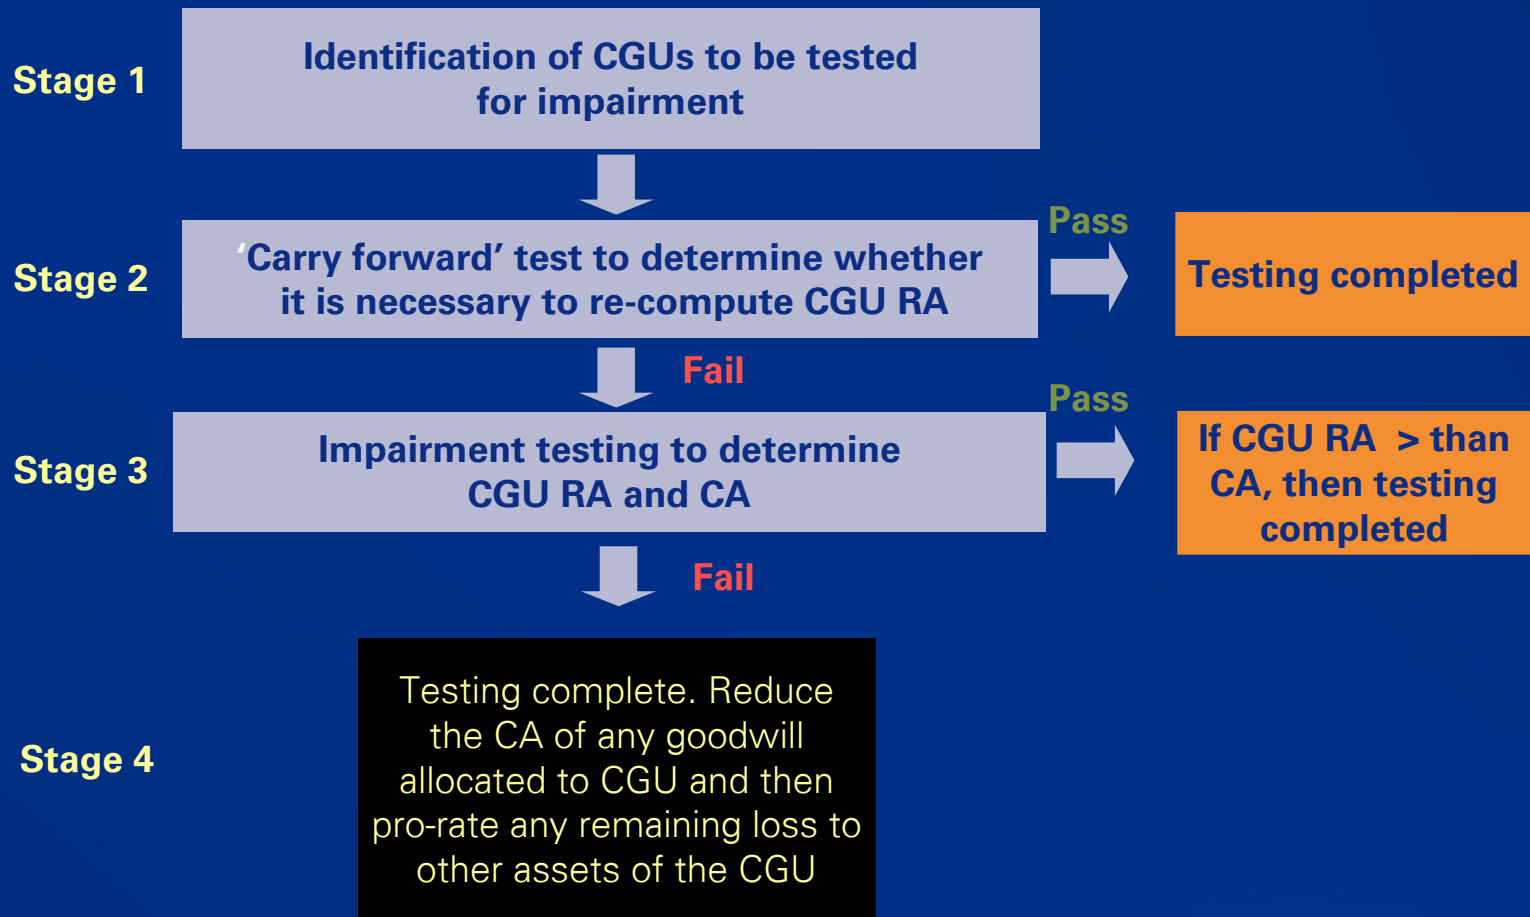 Stage 1
Identification of CGUs to be tested
for impairment
Stage 2
‘Carry forward’ test to determine whether
it is necessary to re-compute CGU RA
Pass
Testing completed
Fail
Stage 3
Impairment testing to determine
CGU RA and CA
Pass
If CGU RA > than
CA, then testing
completed
Fail
Stage 4
Testing complete. Reduce
the CA of any goodwill
allocated to CGU and then
pro-rate any remaining loss to
other assets of the CGU